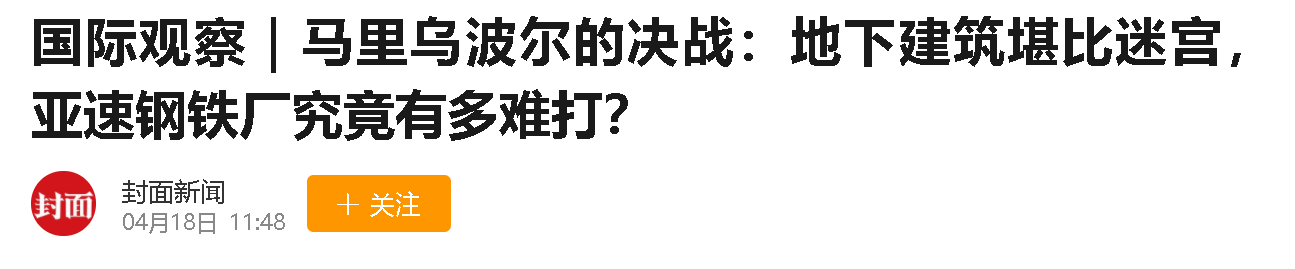 国际观察｜马里乌波尔的决战：地下建筑堪比迷宫，
亚速钢铁厂究竟有多难打？
封面
封面新闻
04月18日 11:48
＋ 关注